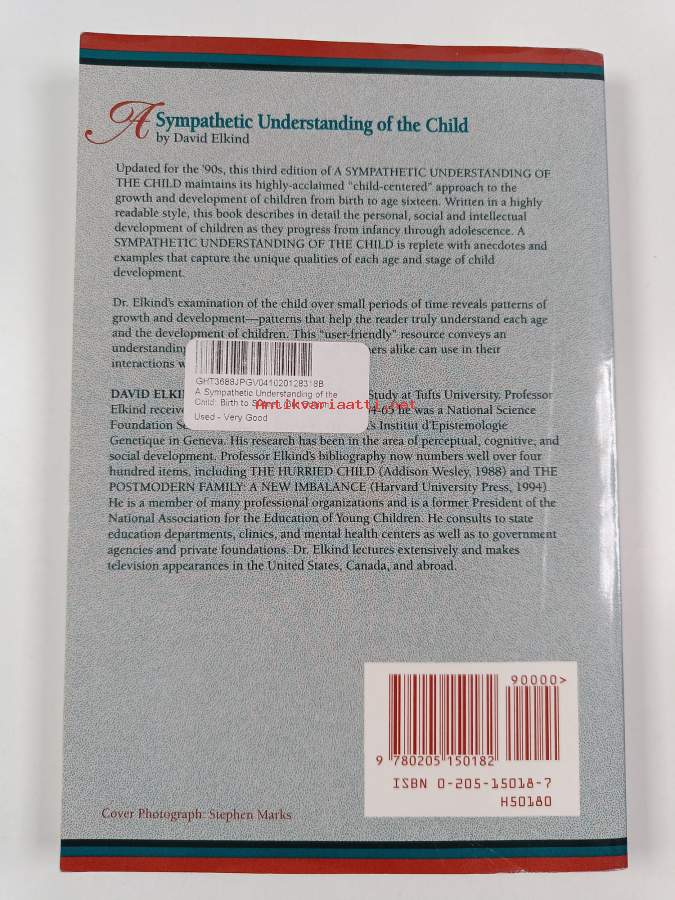 A Sympathetic Understanding of the Child
by David Elkind
Updated for the '90s, this third edition of A SYMPATHETIC UNDERSTANDING OF
THE CHILD maintains its highly-acclaimed "child-centered" approach to the
growth and development of children from birth to age sixteen. Written in a highly
readable style, this book describes in detail the personal, social and intellectual
development of children as they progress from infancy through adolescence. A
SYMPATHETIC UNDERSTANDING OF THE CHILD is replete with anecdotes and
examples that capture the unique qualities of each age and stage of child
development.
Dr. Elkind's examination of the child over small periods of time reveals patterns of
growth and development—patterns that help the reader truly understand each age
and the development of children. This "user-friendly" resource conveys an
understanding ers alike can use in their
interactions w
GHT3688JPGV041020128318B
A Sympathetic Understanding of the
Child: Birth to
Used - Very Good
Antikvariaatti.net
DAVID ELKI Study at Tufts University. Professor
Elkind receive 4-65 he was a National Science
Foundation Se 's Institut d'Epistemologie
Genetique in Geneva. His research has been in the area of perceptual, cognitive, and
social development. Professor Elkind's bibliography now numbers well over four
hundred items, including THE HURRIED CHILD (Addison Wesley, 1988) and THE
POSTMODERN FAMILY: A NEW IMBALANCE (Harvard University Press, 1994)
He is a member of many professional organizations and is a former President of the
National Association for the Education of Young Children. He consults to state
education departments, clinics, and mental health centers as well as to government
agencies and private foundations. Dr. Elkind lectures extensively and makes
television appearances in the United States, Canada, and abroad.
90000>
9 780205 150182
ISBN 0-205-15018-7
H50180
Cover Photograph: Stephen Marks